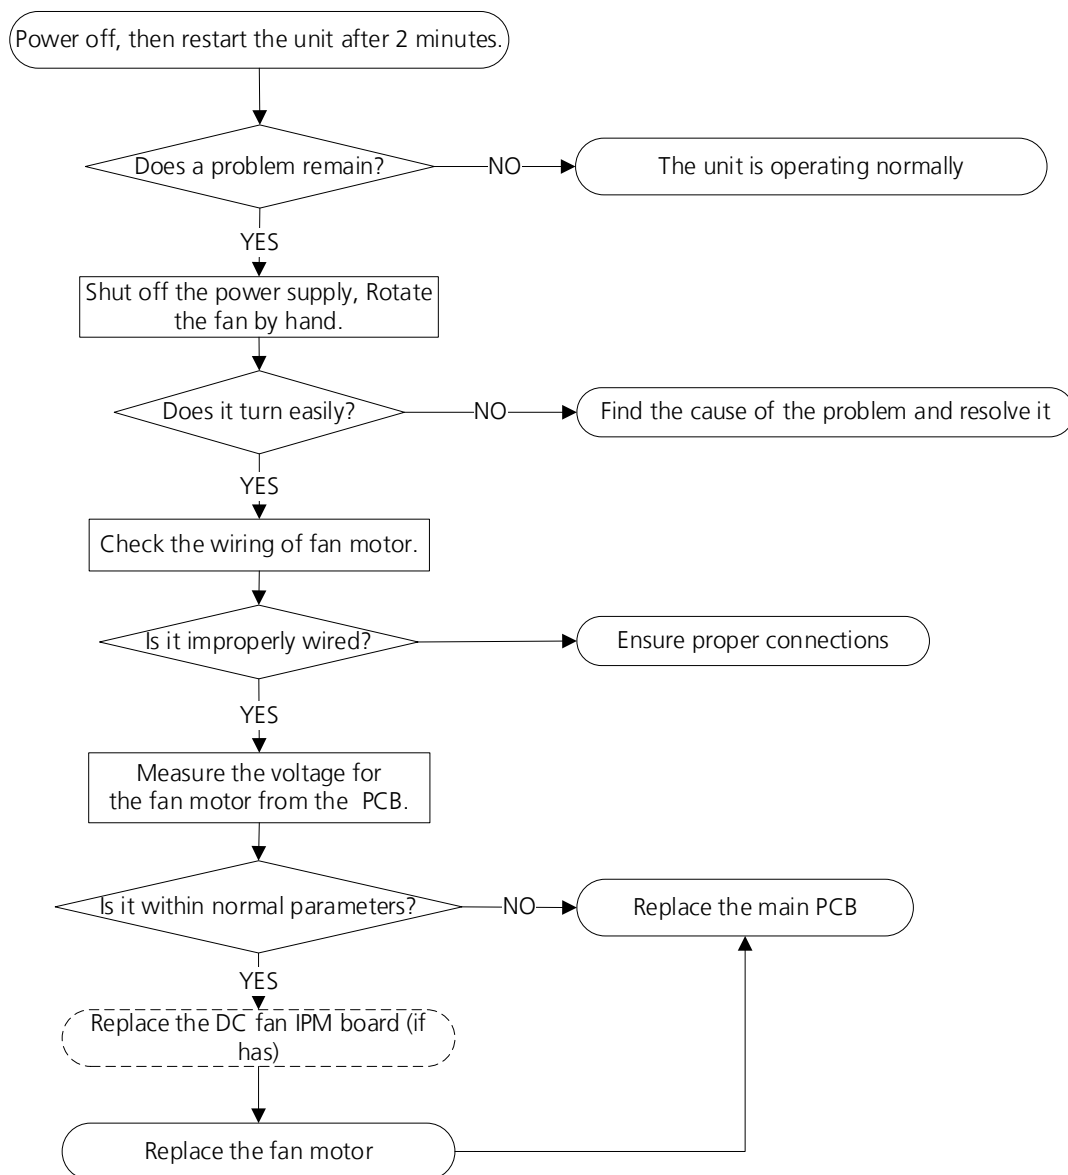 Power off, then restart the unit after 2 minutes.
Does a problem remain?
NO
The unit is operating normally
YES
Shut off the power supply, Rotate
the fan by hand.
Does it turn easily?
NO
Find the cause of the problem and resolve it
YES
Check the wiring of fan motor.
Is it improperly wired?
Ensure proper connections
YES
Measure the voltage for
the fan motor from the PCB.
Is it within normal parameters?
NO
Replace the main PCB
YES
Replace the DC fan IPM board (if
has)
Replace the fan motor